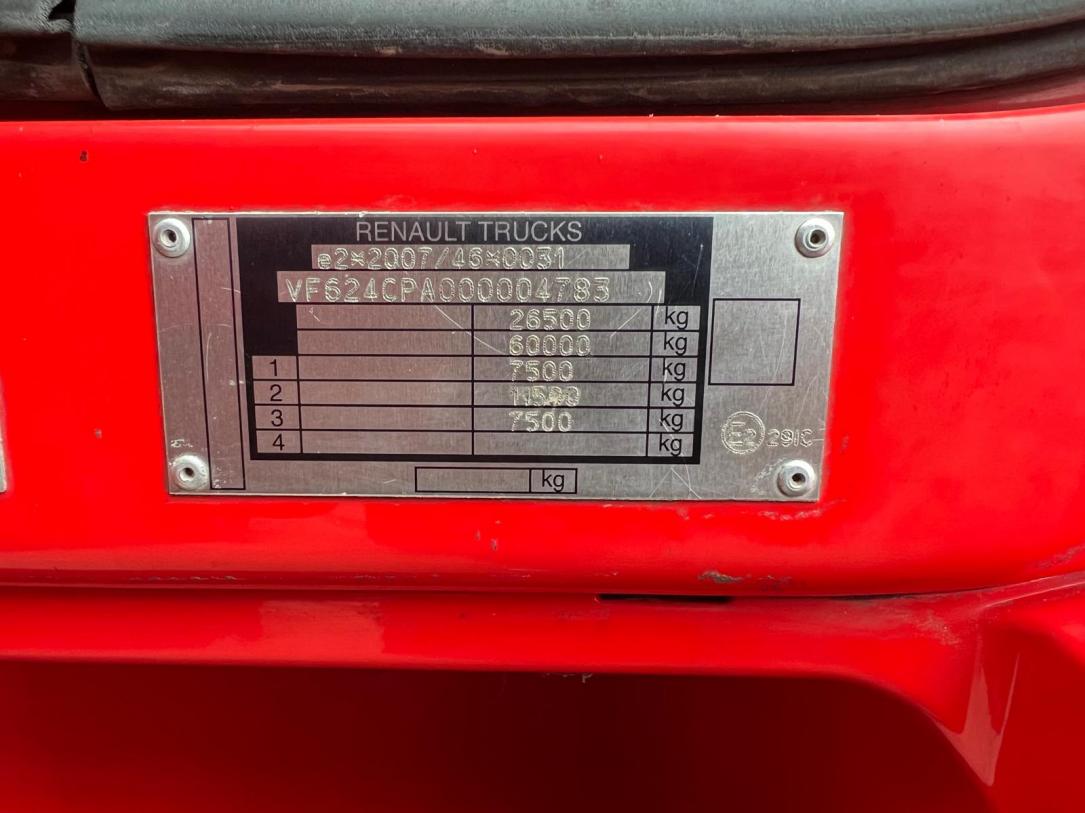 RENAULT TRUCKS
e2*2007/46*0031
VF624CPA000004783
26500 kg
60000 kg
1 7500 kg
2 11500 kg
3 7500 kg
4 kg
kg
E2 291C